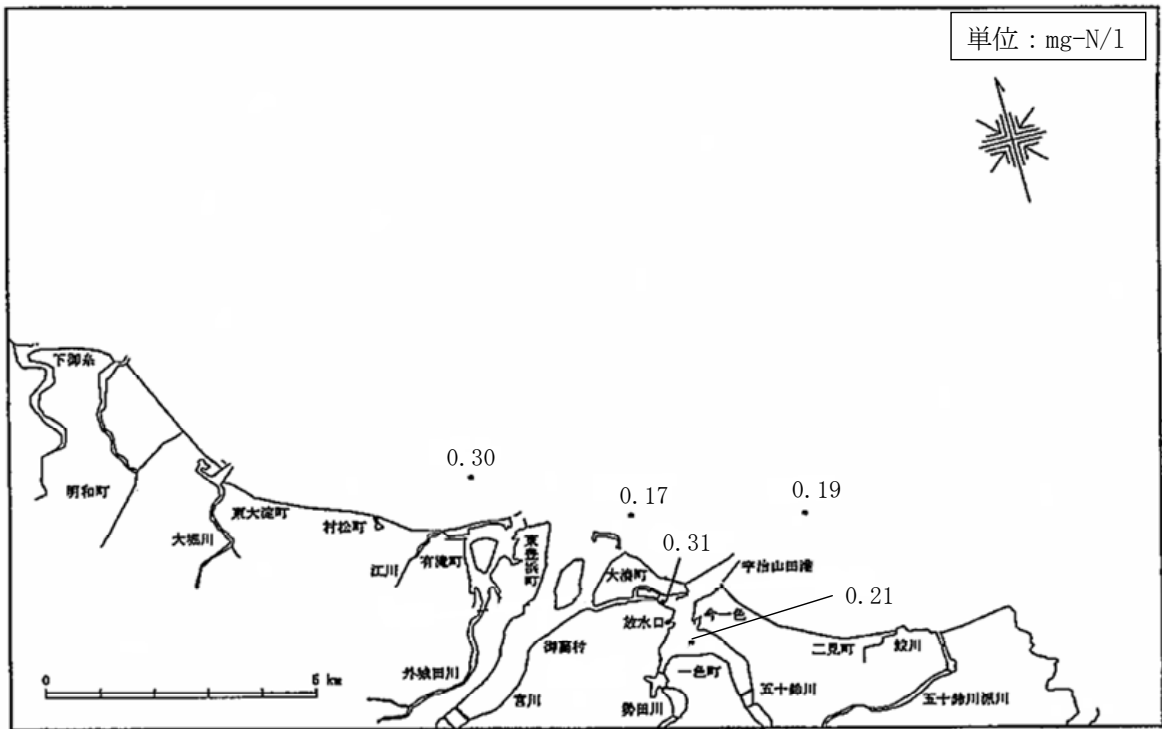 単位：mg-N/l
下御糸
0.30
0.17
0.19
明和町
東大淀町
村松町
大堀川
江川
有滝町
東豊浜町
大湊町
0.31
宇治山田港
0.21
今一色
放水口
御薗村
二見町
鮫川
外城田川
宮川
一色町
勢田川
五十鈴川
五十鈴川派川
0
6 km